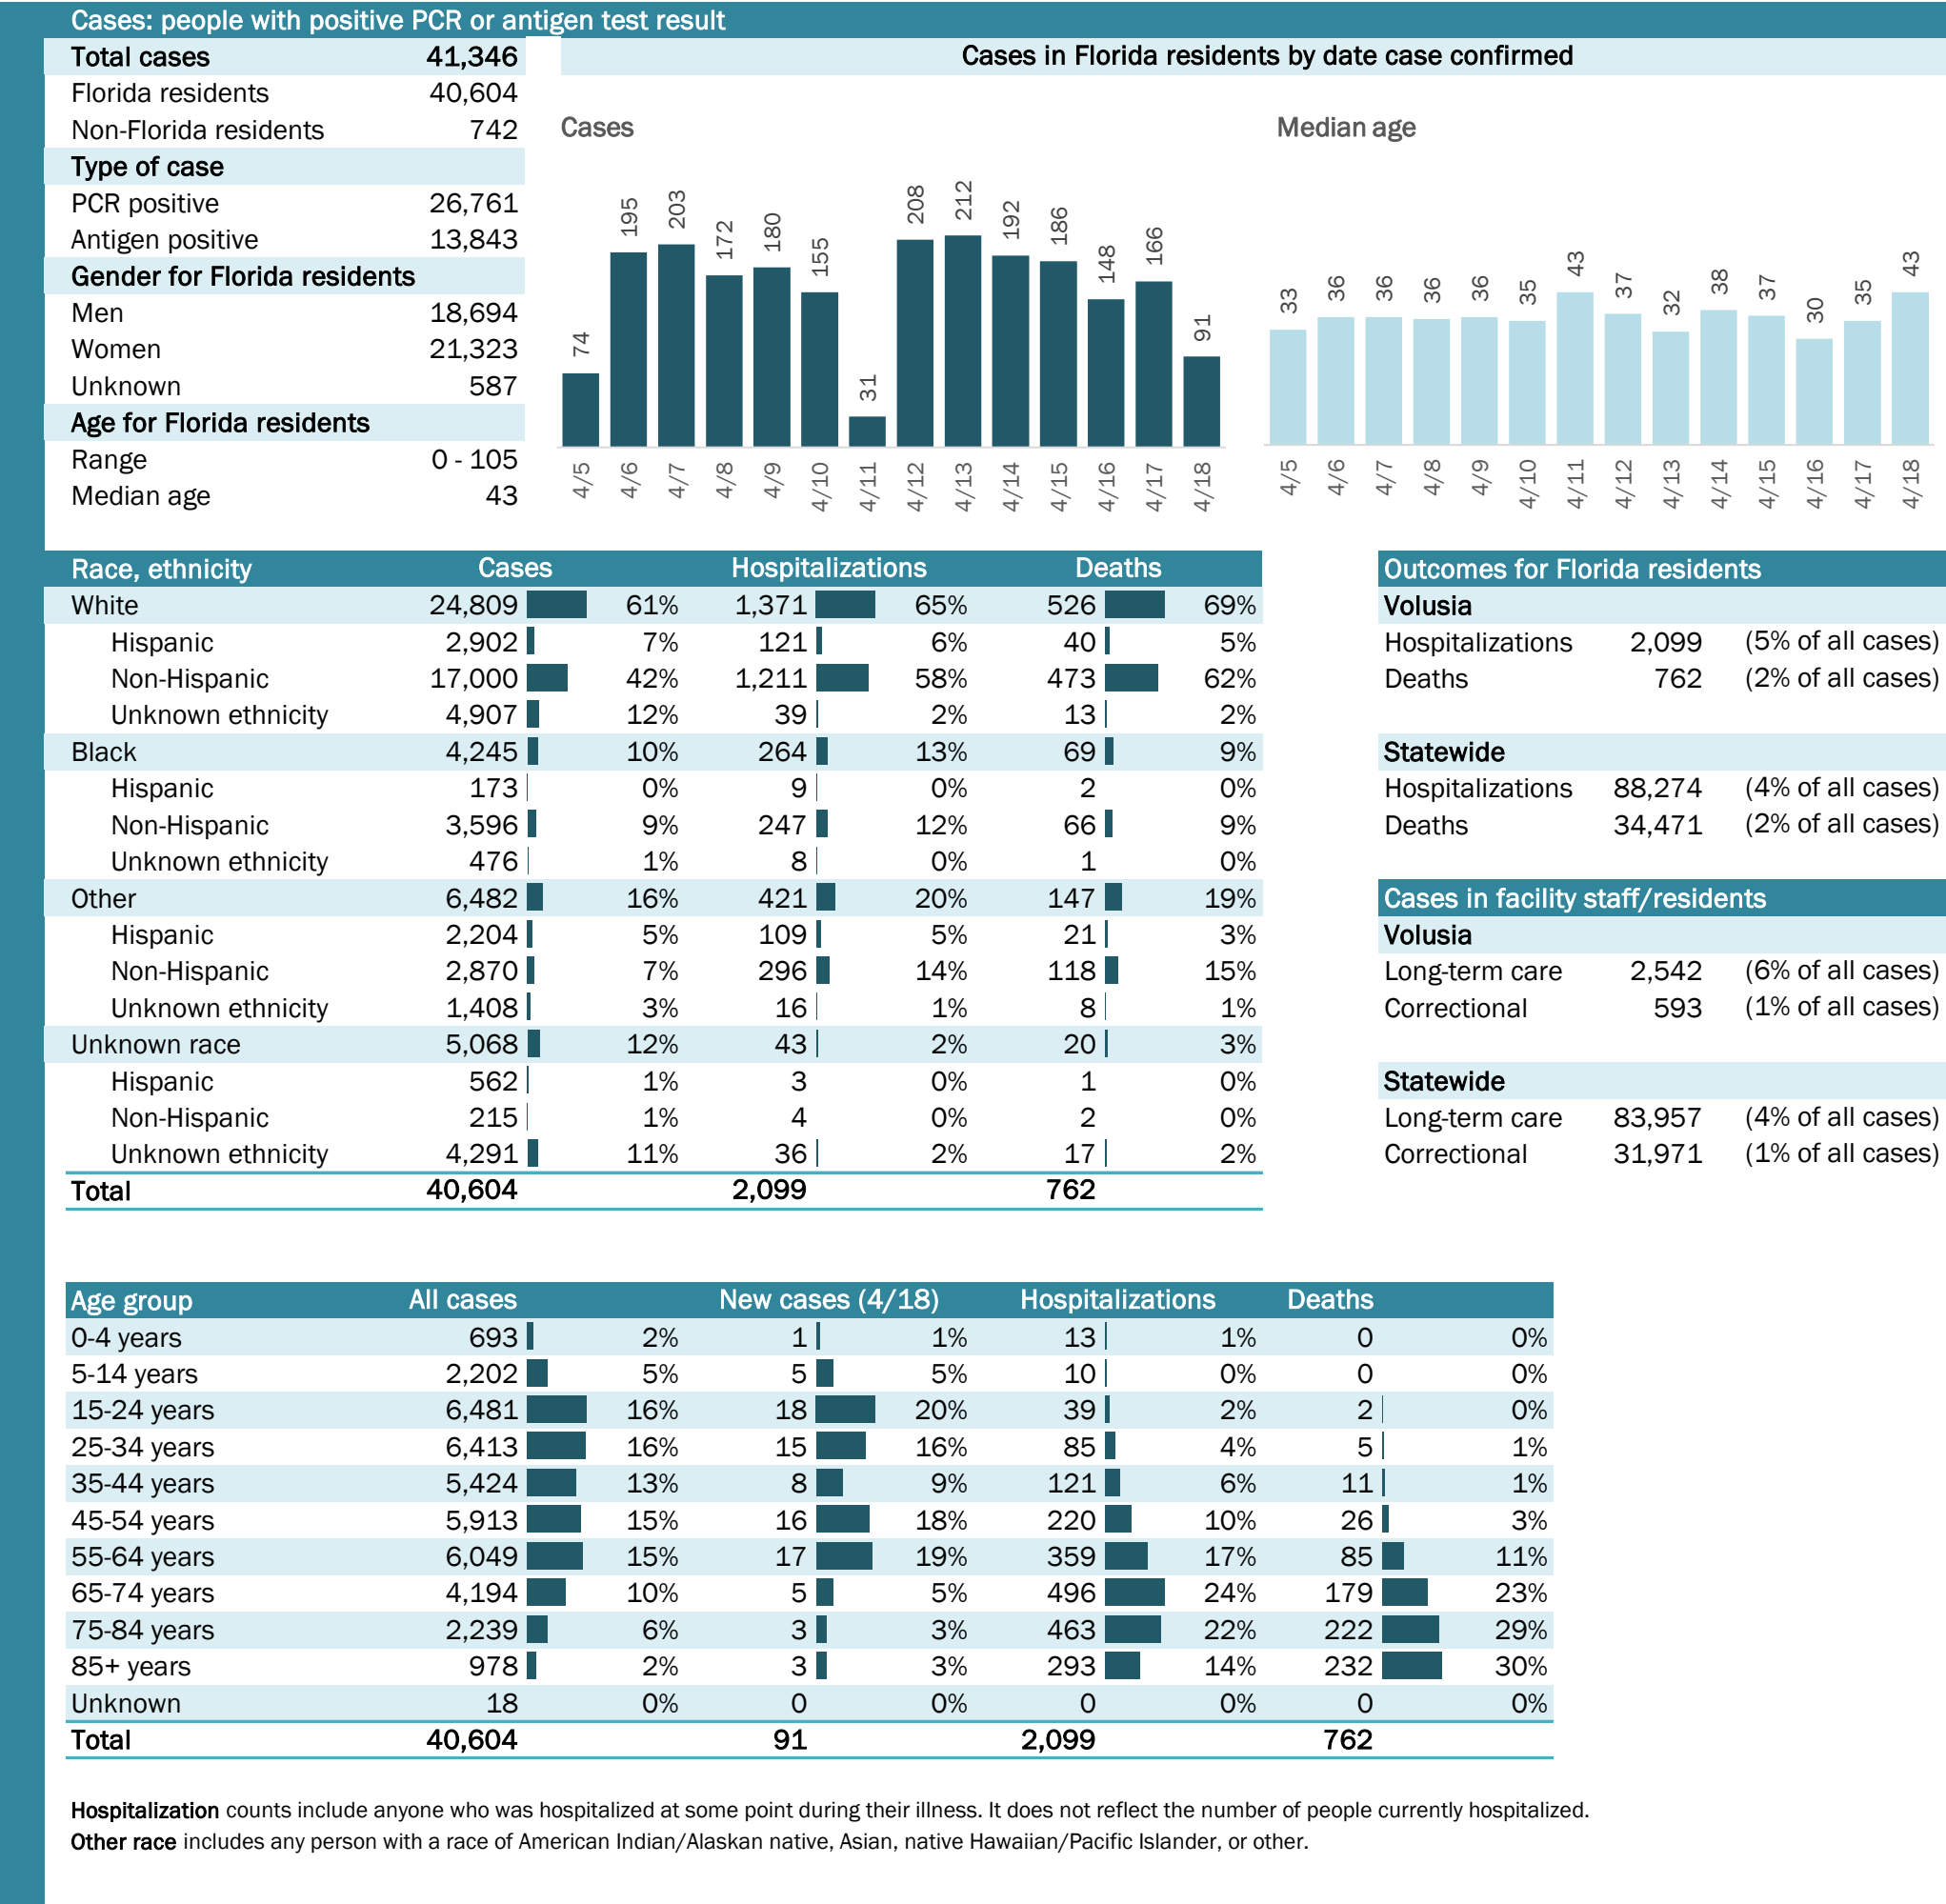 Cases: people with positive PCR or antigen test result
Total cases 41,346
Florida residents 40,604
Non-Florida residents 742
Type of case
PCR positive 26,761
Antigen positive 13,843
Gender for Florida residents
Men 18,694
Women 21,323
Unknown 587
Age for Florida residents
Range 0 - 105
Median age 43
Cases in Florida residents by date case confirmed
Cases
74 195 203 172 180 155 31 208 212 192 186 148 166 91
4/5 4/6 4/7 4/8 4/9 4/10 4/11 4/12 4/13 4/14 4/15 4/16 4/17 4/18
Median age
33 36 36 36 36 35 43 37 32 38 37 30 35 43
4/5 4/6 4/7 4/8 4/9 4/10 4/11 4/12 4/13 4/14 4/15 4/16 4/17 4/18
Race, ethnicity Cases Hospitalizations Deaths
White 24,809 61% 1,371 65% 526 69%
Hispanic 2,902 7% 121 6% 40 5%
Non-Hispanic 17,000 42% 1,211 58% 473 62%
Unknown ethnicity 4,907 12% 39 2% 13 2%
Black 4,245 10% 264 13% 69 9%
Hispanic 173 0% 9 0% 2 0%
Non-Hispanic 3,596 9% 247 12% 66 9%
Unknown ethnicity 476 1% 8 0% 1 0%
Other 6,482 16% 421 20% 147 19%
Hispanic 2,204 5% 109 5% 21 3%
Non-Hispanic 2,870 7% 296 14% 118 15%
Unknown ethnicity 1,408 3% 16 1% 8 1%
Unknown race 5,068 12% 43 2% 20 3%
Hispanic 562 1% 3 0% 1 0%
Non-Hispanic 215 1% 4 0% 2 0%
Unknown ethnicity 4,291 11% 36 2% 17 2%
Total 40,604 2,099 762
Outcomes for Florida residents
Volusia
Hospitalizations 2,099 (5% of all cases)
Deaths 762 (2% of all cases)
Statewide
Hospitalizations 88,274 (4% of all cases)
Deaths 34,471 (2% of all cases)
Cases in facility staff/residents
Volusia
Long-term care 2,542 (6% of all cases)
Correctional 593 (1% of all cases)
Statewide
Long-term care 83,957 (4% of all cases)
Correctional 31,971 (1% of all cases)
Age group All cases New cases (4/18) Hospitalizations Deaths
0-4 years 693 2% 1 1% 13 1% 0 0%
5-14 years 2,202 5% 5 5% 10 0% 0 0%
15-24 years 6,481 16% 18 20% 39 2% 2 0%
25-34 years 6,413 16% 15 16% 85 4% 5 1%
35-44 years 5,424 13% 8 9% 121 6% 11 1%
45-54 years 5,913 15% 16 18% 220 10% 26 3%
55-64 years 6,049 15% 17 19% 359 17% 85 11%
65-74 years 4,194 10% 5 5% 496 24% 179 23%
75-84 years 2,239 6% 3 3% 463 22% 222 29%
85+ years 978 2% 3 3% 293 14% 232 30%
Unknown 18 0% 0 0% 0 0% 0 0%
Total 40,604 91 2,099 762
Hospitalization counts include anyone who was hospitalized at some point during their illness. It does not reflect the number of people currently hospitalized.
Other race includes any person with a race of American Indian/Alaskan native, Asian, native Hawaiian/Pacific Islander, or other.